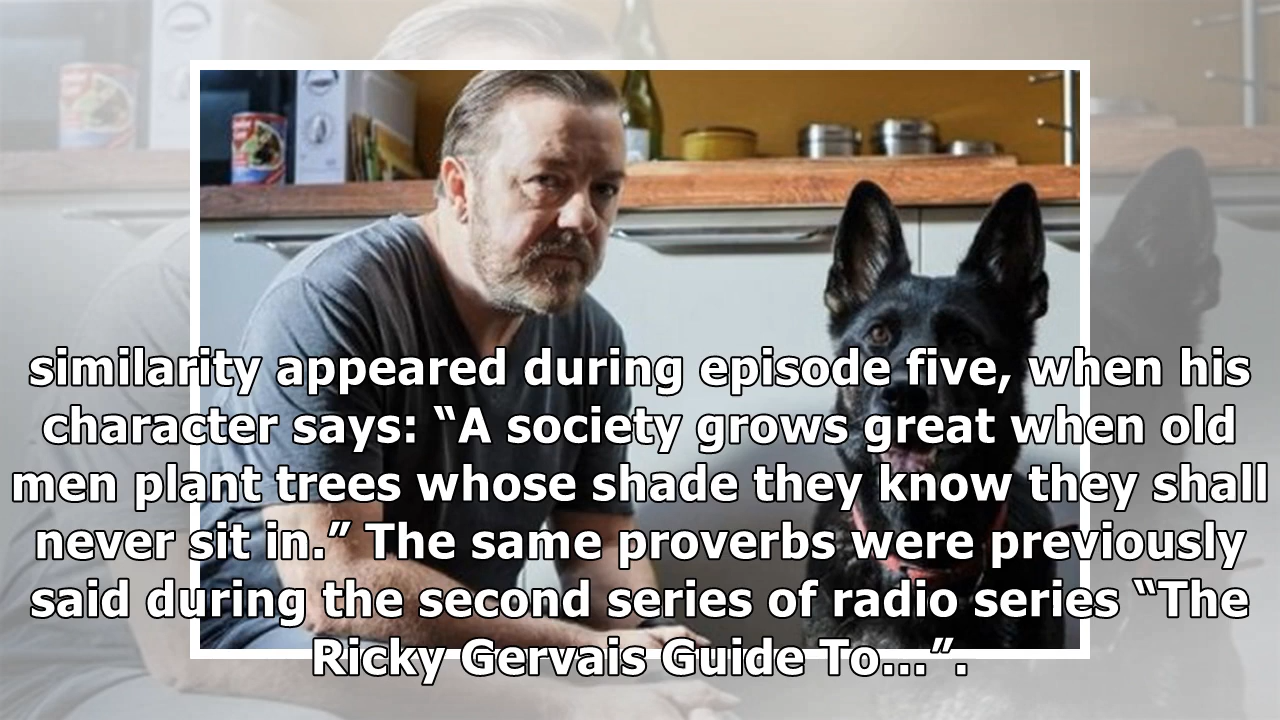 similarity appeared during episode five, when his
character says: “A society grows great when old
men plant trees whose shade they know they shall
never sit in.” The same proverbs were previously
said during the second series of radio series “The
Ricky Gervais Guide To...”.